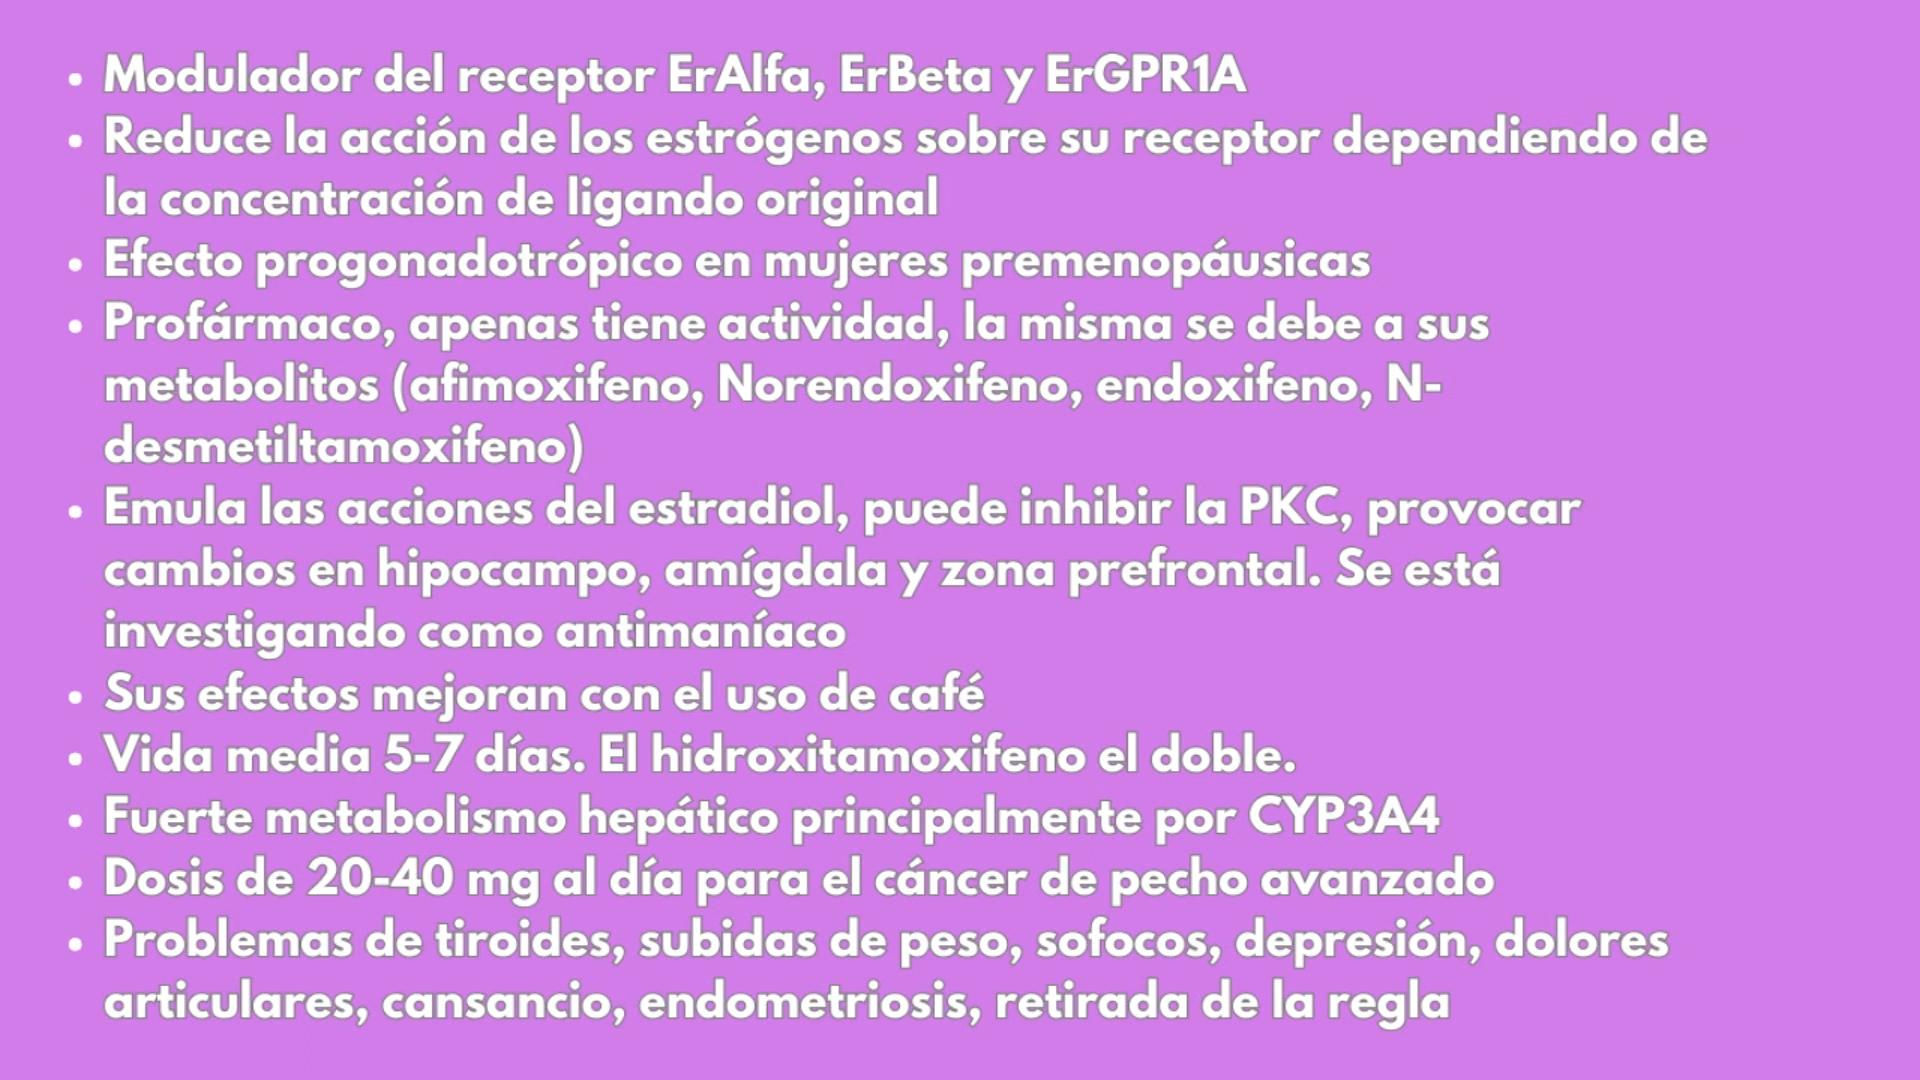 • Modulador del receptor ErAlfa, ErBeta y ErGPR1A
• Reduce la acción de los estrógenos sobre su receptor dependiendo de
la concentración de ligando original
• Efecto progonadotrópico en mujeres premenopáusicas
• Profármaco, apenas tiene actividad, la misma se debe a sus
metabolitos (afimoxifeno, Norendoxifeno, endoxifeno, N-
desmetiltamoxifeno)
• Emula las acciones del estradiol, puede inhibir la PKC, provocar
cambios en hipocampo, amígdala y zona prefrontal. Se está
investigando como antimaníaco
• Sus efectos mejoran con el uso de café
• Vida media 5-7 días. El hidroxitamoxifeno el doble.
• Fuerte metabolismo hepático principalmente por CYP3A4
• Dosis de 20-40 mg al día para el cáncer de pecho avanzado
• Problemas de tiroides, subidas de peso, sofocos, depresión, dolores
articulares, cansancio, endometriosis, retirada de la regla